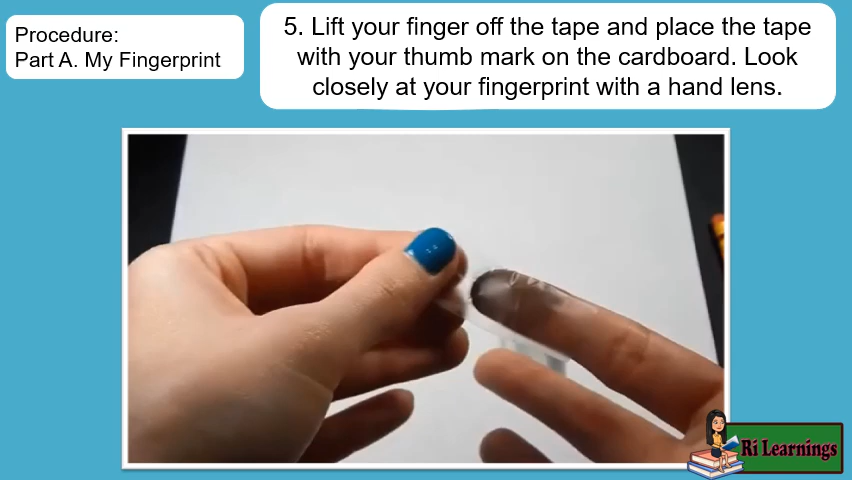 Procedure:
Part A. My Fingerprint
5. Lift your finger off the tape and place the tape
with your thumb mark on the cardboard. Look
closely at your fingerprint with a hand lens.
Ri Learnings